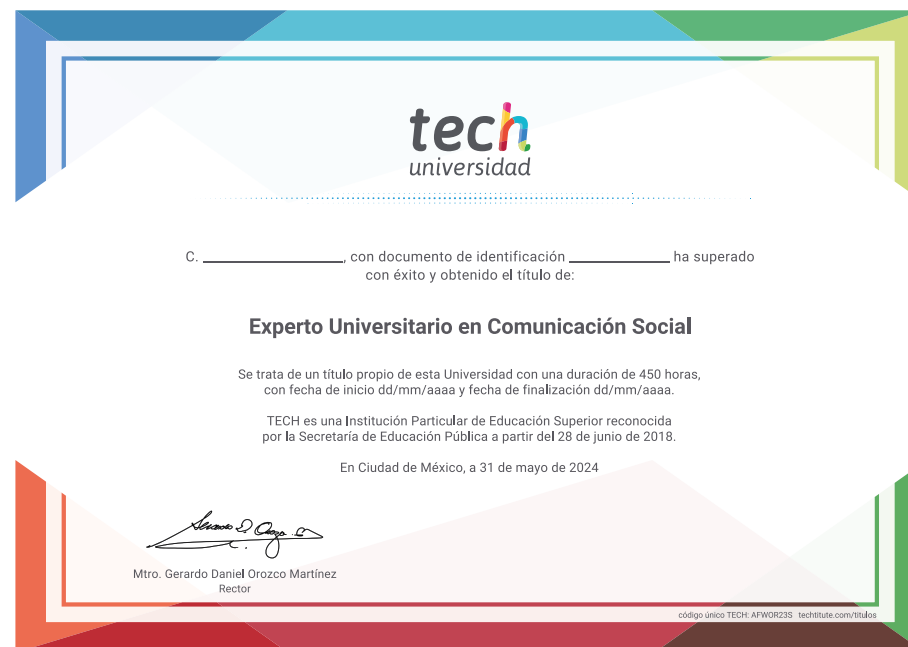 tech
universidad
C. ____________________, con documento de identificación ______________ ha superado
con éxito y obtenido el título de:
Experto Universitario en Comunicación Social
Se trata de un título propio de esta Universidad con una duración de 450 horas,
con fecha de inicio dd/mm/aaaa y fecha de finalización dd/mm/aaaa.
TECH es una Institución Particular de Educación Superior reconocida
por la Secretaría de Educación Pública a partir del 28 de junio de 2018.
En Ciudad de México, a 31 de mayo de 2024
Mtro. Gerardo Daniel Orozco Martínez
Rector
código único TECH: AFWOR23S techtitute.com/titulos